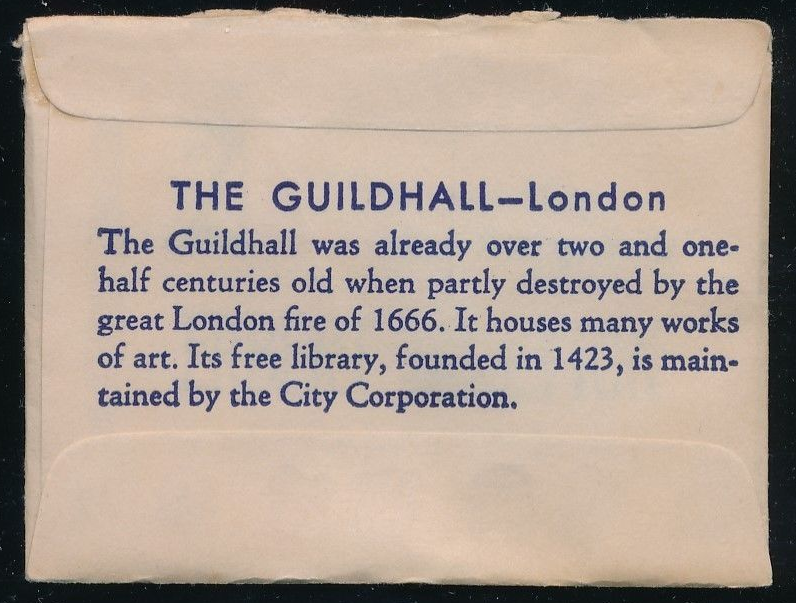 THE GUILDHALL—London
The Guildhall was already over two and one-
half centuries old when partly destroyed by the
great London fire of 1666. It houses many works
of art. Its free library, founded in 1423, is main-
tained by the City Corporation.